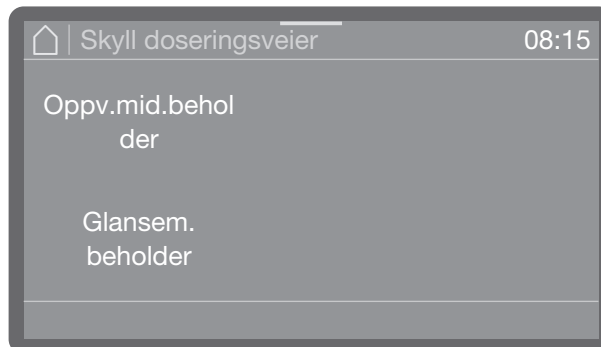 Skyll doseringsveier 08:15
Oppv.mid.behol
der
Glansem.
beholder